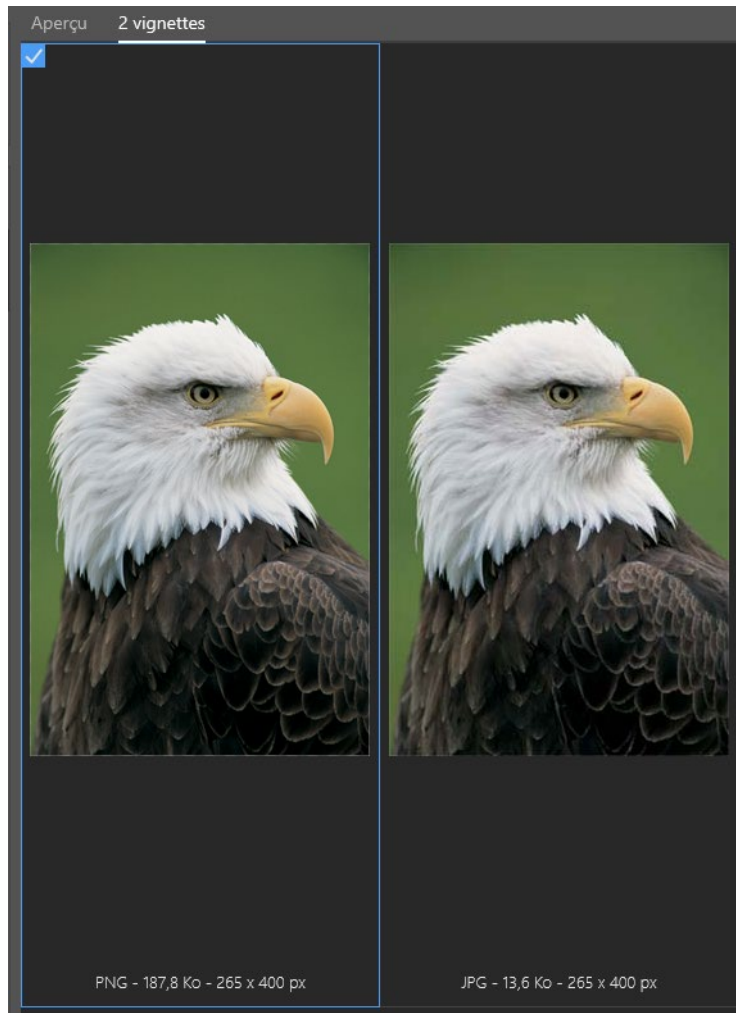 Aperçu 2 vignettes
PNG - 187,8 Ko - 265 x 400 px
JPG - 13,6 Ko - 265 x 400 px